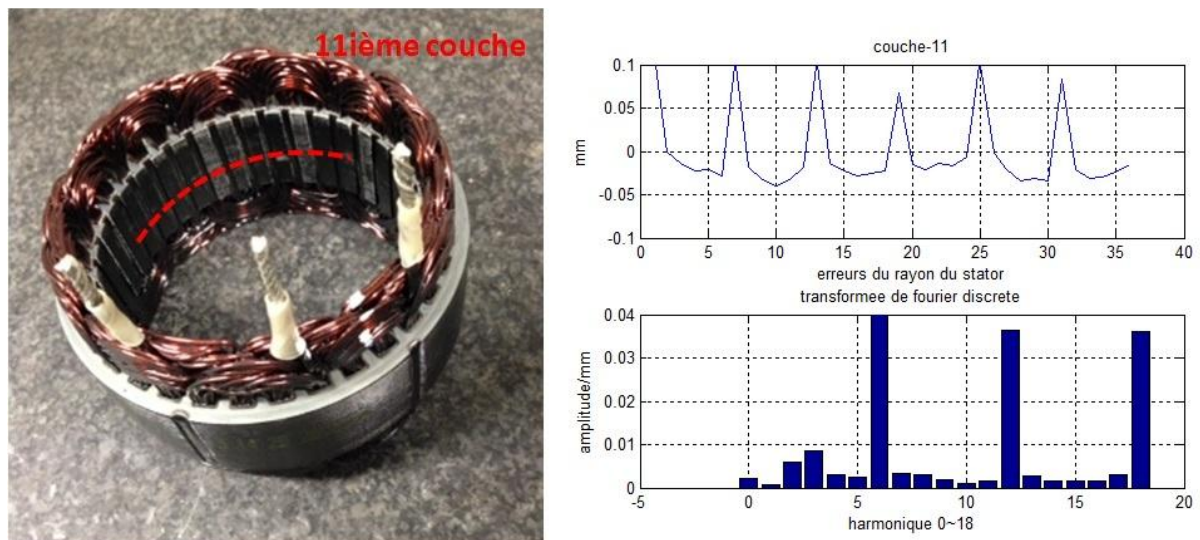 11ième couche
couche-11
0.1
0.05
0
-0.05
-0.1
mm
0 5 10 15 20 25 30 35 40
erreurs du rayon du stator
transformee de fourier discrete
0.04
0.03
0.02
0.01
0
amplitude/mm
-5 0 5 10 15 20
harmonique 0~18